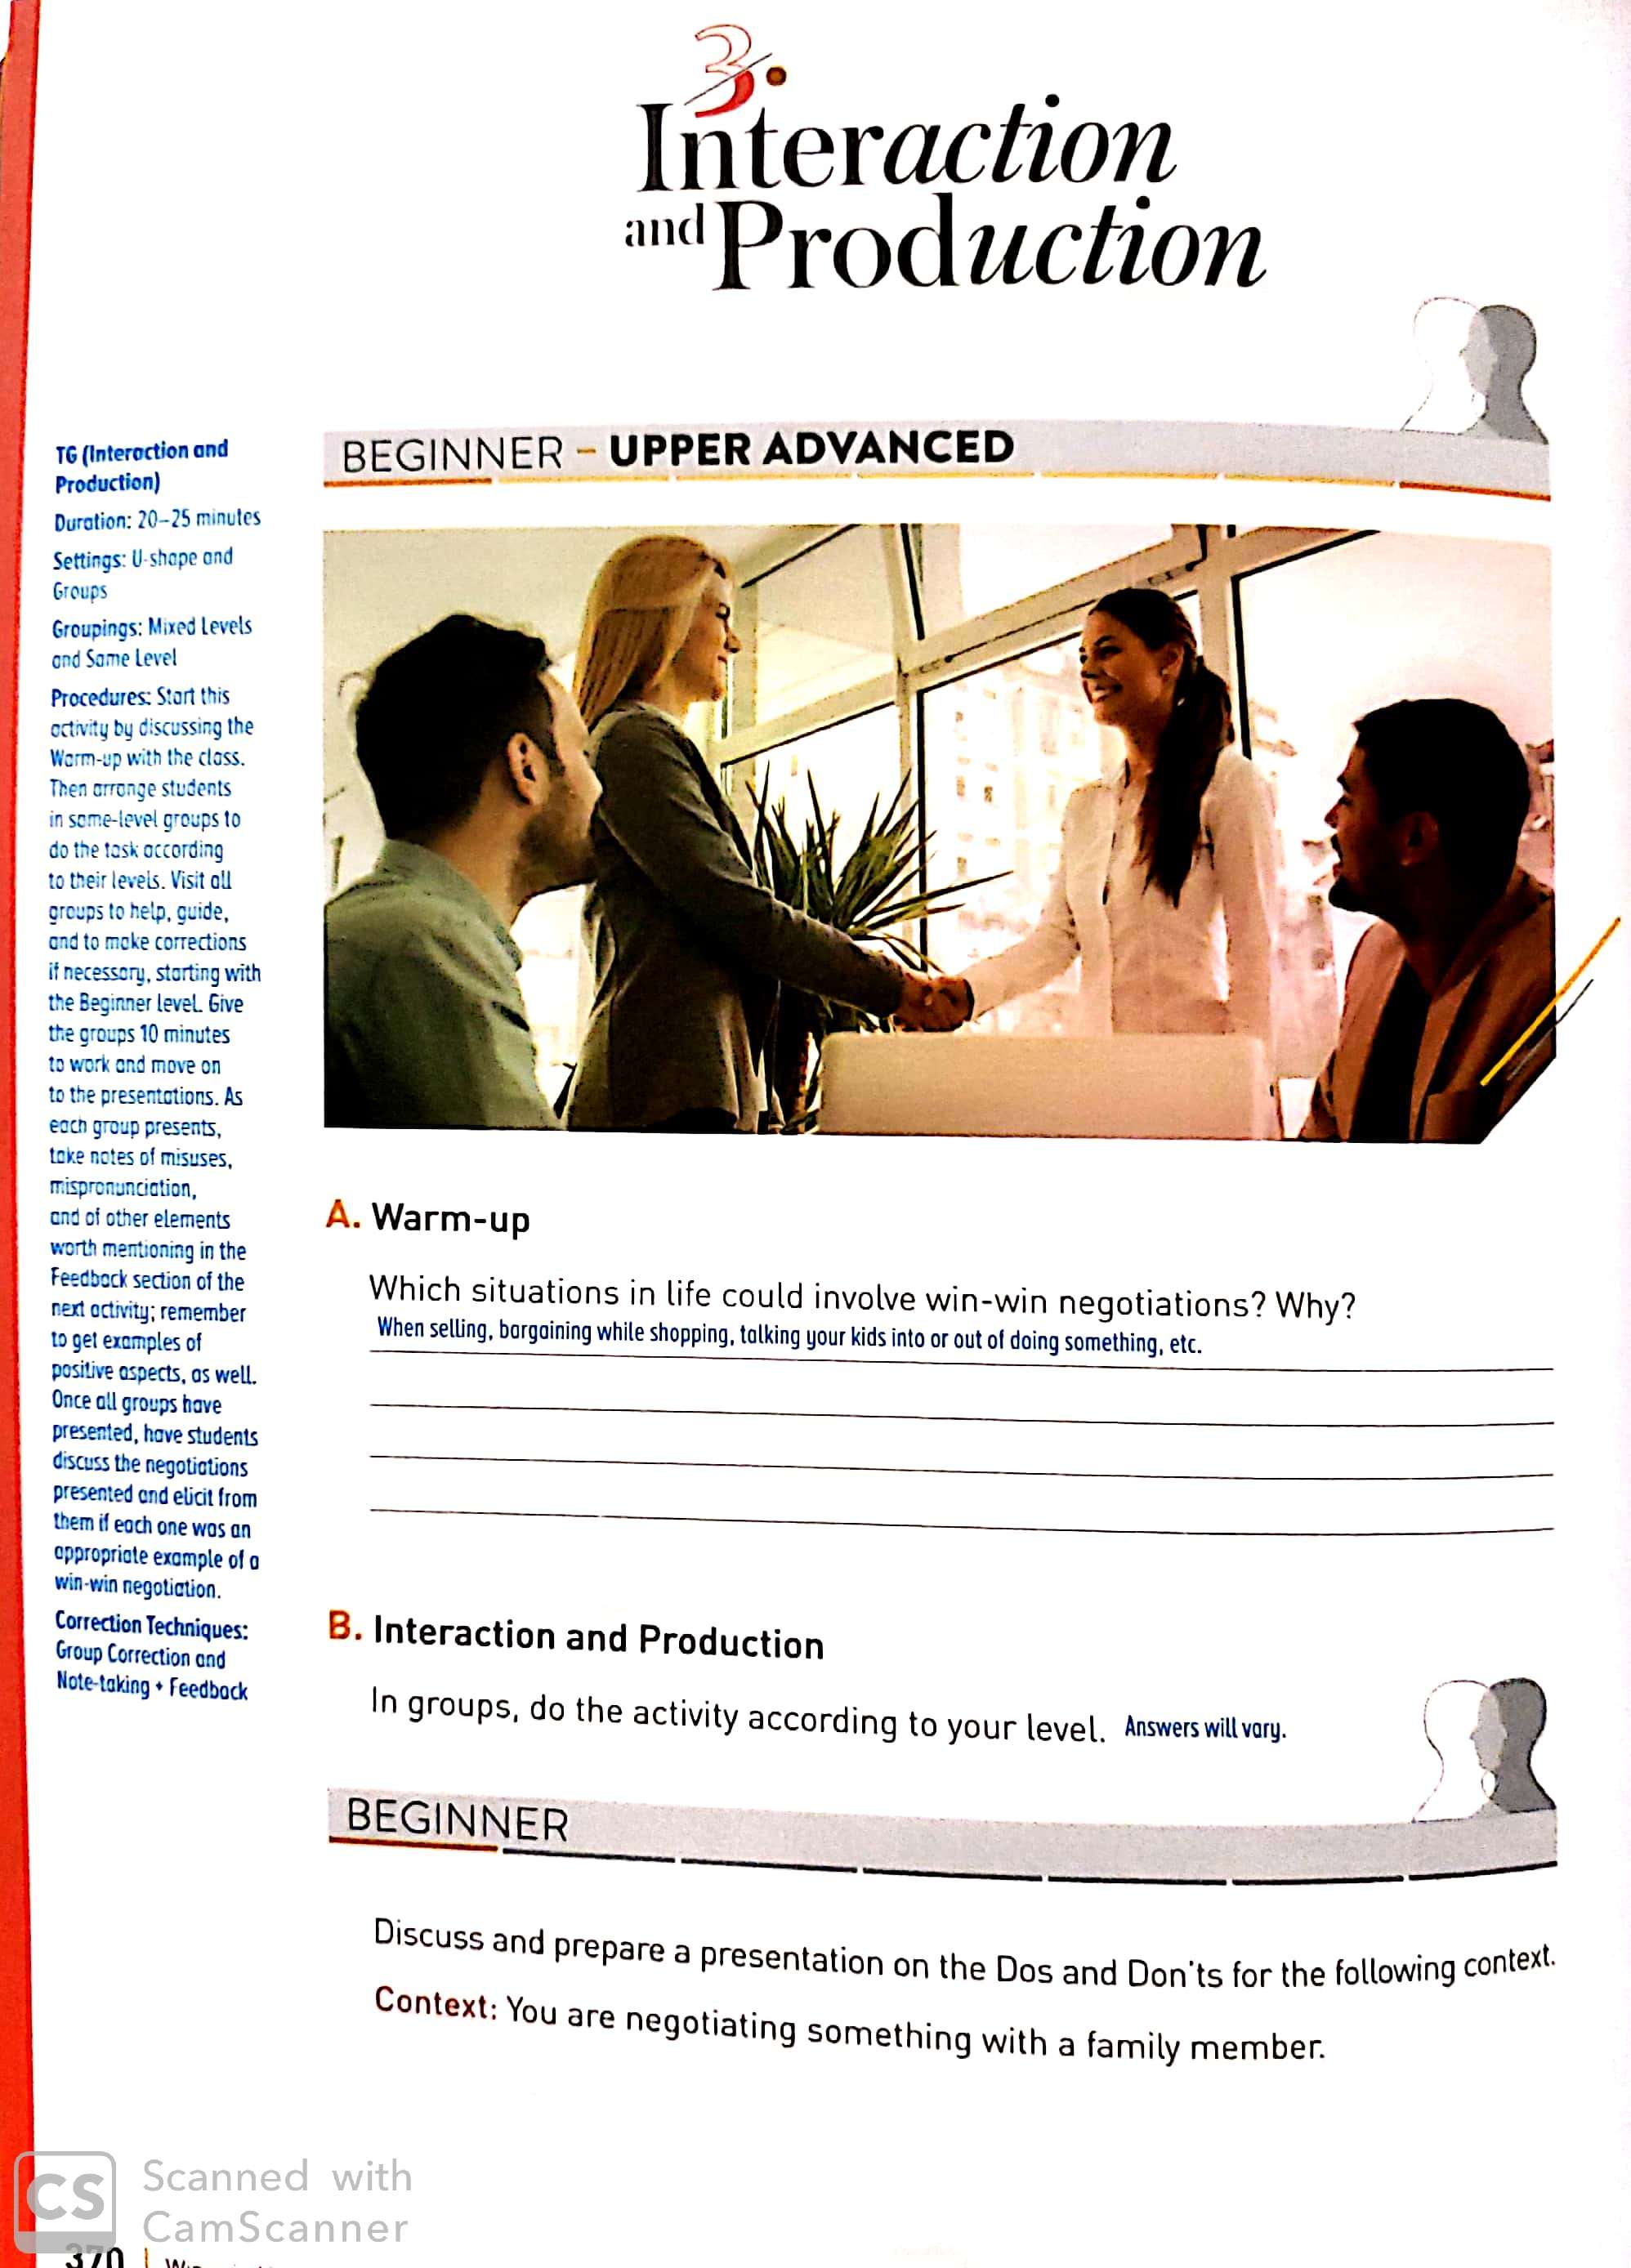 3.
Interaction
and Production
BEGINNER – UPPER ADVANCED
TG (Interaction and
Production)
Duration: 20–25 minutes
Settings: U-shape and
Groups
Groupings: Mixed Levels
and Same Level
Procedures: Start this
activity by discussing the
Warm-up with the class.
Then arrange students
in same-level groups to
do the task according
to their levels. Visit all
groups to help, guide,
and to make corrections
if necessary, starting with
the Beginner level. Give
the groups 10 minutes
to work and move on
to the presentations. As
each group presents,
take notes of misuses,
mispronunciation,
and of other elements
worth mentioning in the
Feedback section of the
next activity; remember
to get examples of
positive aspects, as well.
Once all groups have
presented, have students
discuss the negotiations
presented and elicit from
them if each one was an
appropriate example of a
win-win negotiation.
Correction Techniques:
Group Correction and
Note-taking + Feedback
A. Warm-up
Which situations in life could involve win-win negotiations? Why?
When selling, bargaining while shopping, talking your kids into or out of doing something, etc.
B. Interaction and Production
In groups, do the activity according to your level. Answers will vary.
BEGINNER
Discuss and prepare a presentation on the Dos and Don'ts for the following context.
Context: You are negotiating something with a family member.
CS Scanned with
CamScanner
370